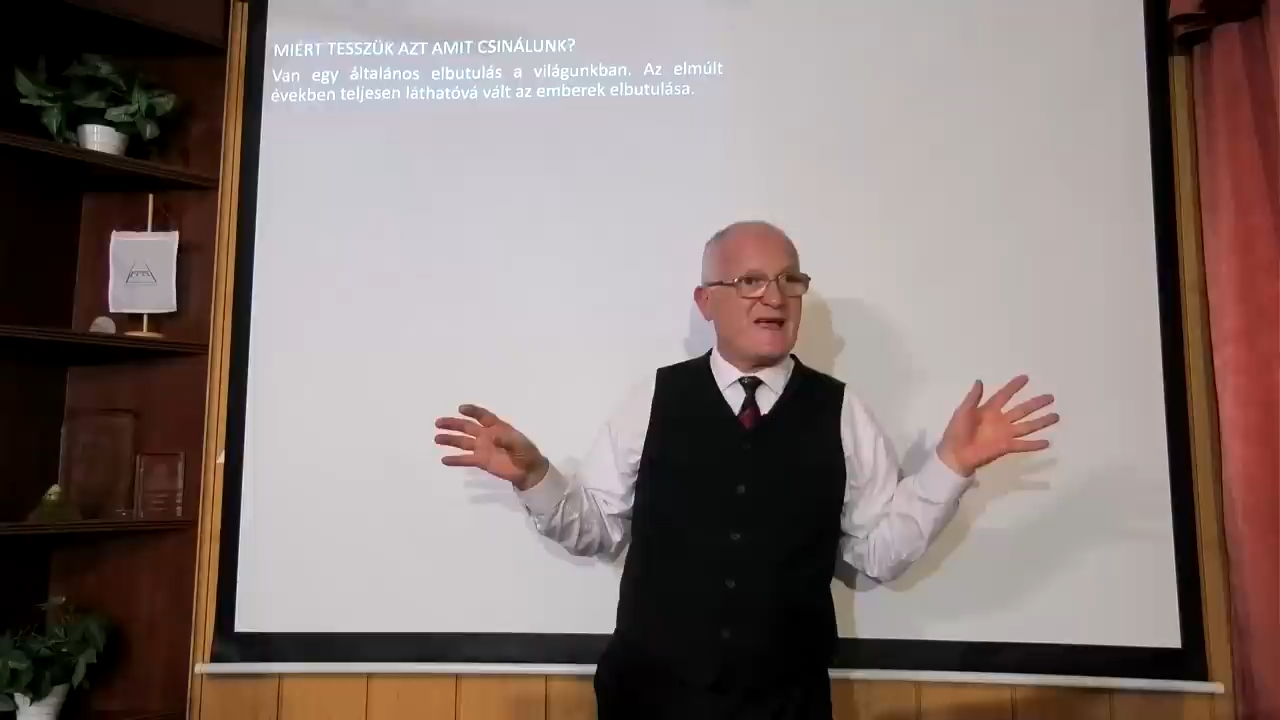 MIÉRT TESSZÜK AZT AMIT CSINÁLUNK?
Van egy általános elbutulás a világunkban. Az elmúlt
években teljesen láthatóvá vált az emberek elbutulása.